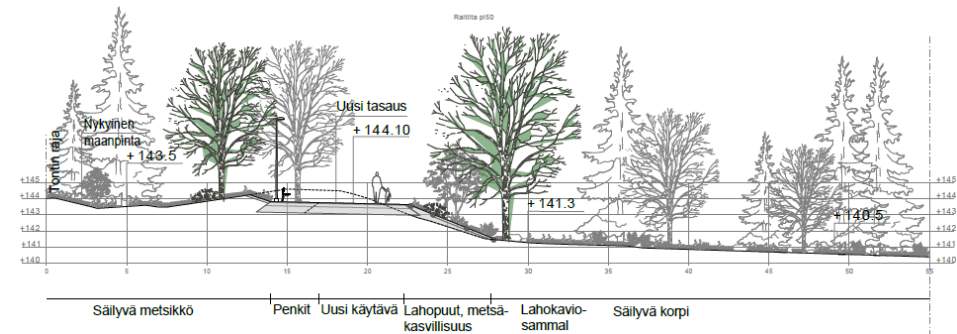 Raitilta pl50
Uusi tasaus
+ 144.10
Nykyinen
maanpinta
+ 143.5
Tontin raja
+ 141.3
+ 140.5
+145
+144
+143
+142
+141
+140
+145
+144
+143
+142
+141
+140
0 5 10 15 20 25 30 35 40 45 50 55
Säilyvä metsikkö Penkit Uusi käytävä Lahopuut, metsä- Lahokavio- Säilyvä korpi
kasvillisuus sammal